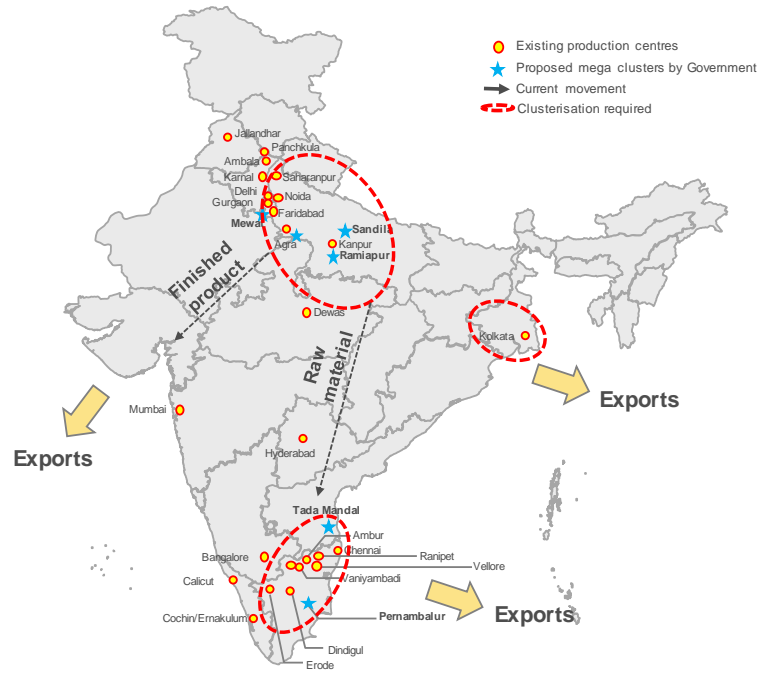 Existing production centres
Proposed mega clusters by Government
Current movement
Clusterisation required
Jallandhar
Panchkula
Ambala
Karnal
Saharanpur
Delhi
Noida
Gurgaon
Faridabad
Mewat
Sandila
Agra
Kanpur
Ramiapur
Finished
product
Dewas
Raw
material
Kolkata
Exports
Mumbai
Exports
Hyderabad
Tada Mandal
Ambur
Chennai
Bangalore
Ranipet
Vellore
Calicut
Vaniyambadi
Cochin/Ernakulum
Pernambalur
Exports
Dindigul
Erode